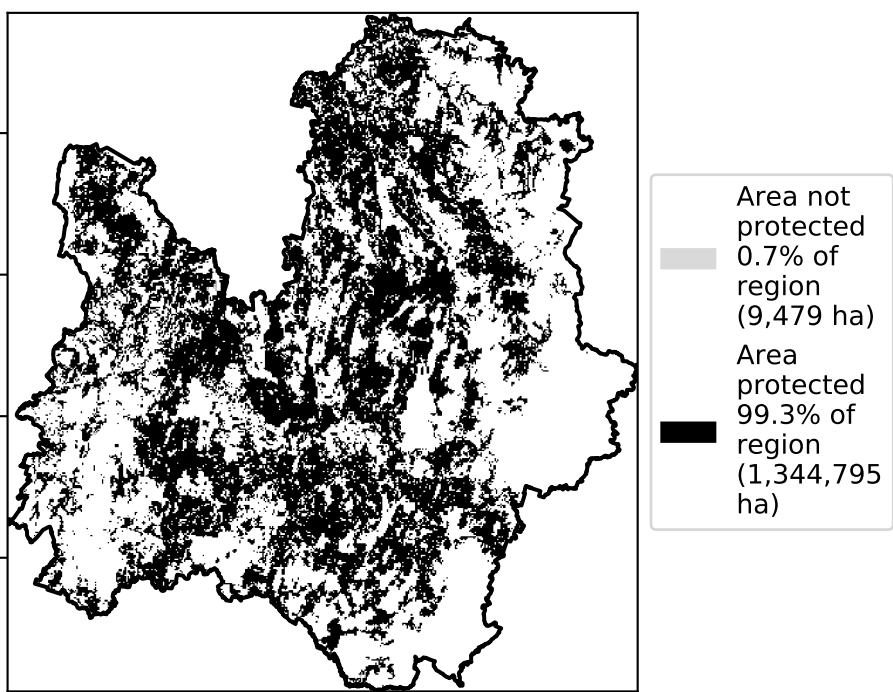 Area not
protected
0.7% of
region
(9,479 ha)
Area
protected
99.3% of
region
(1,344,795
ha)